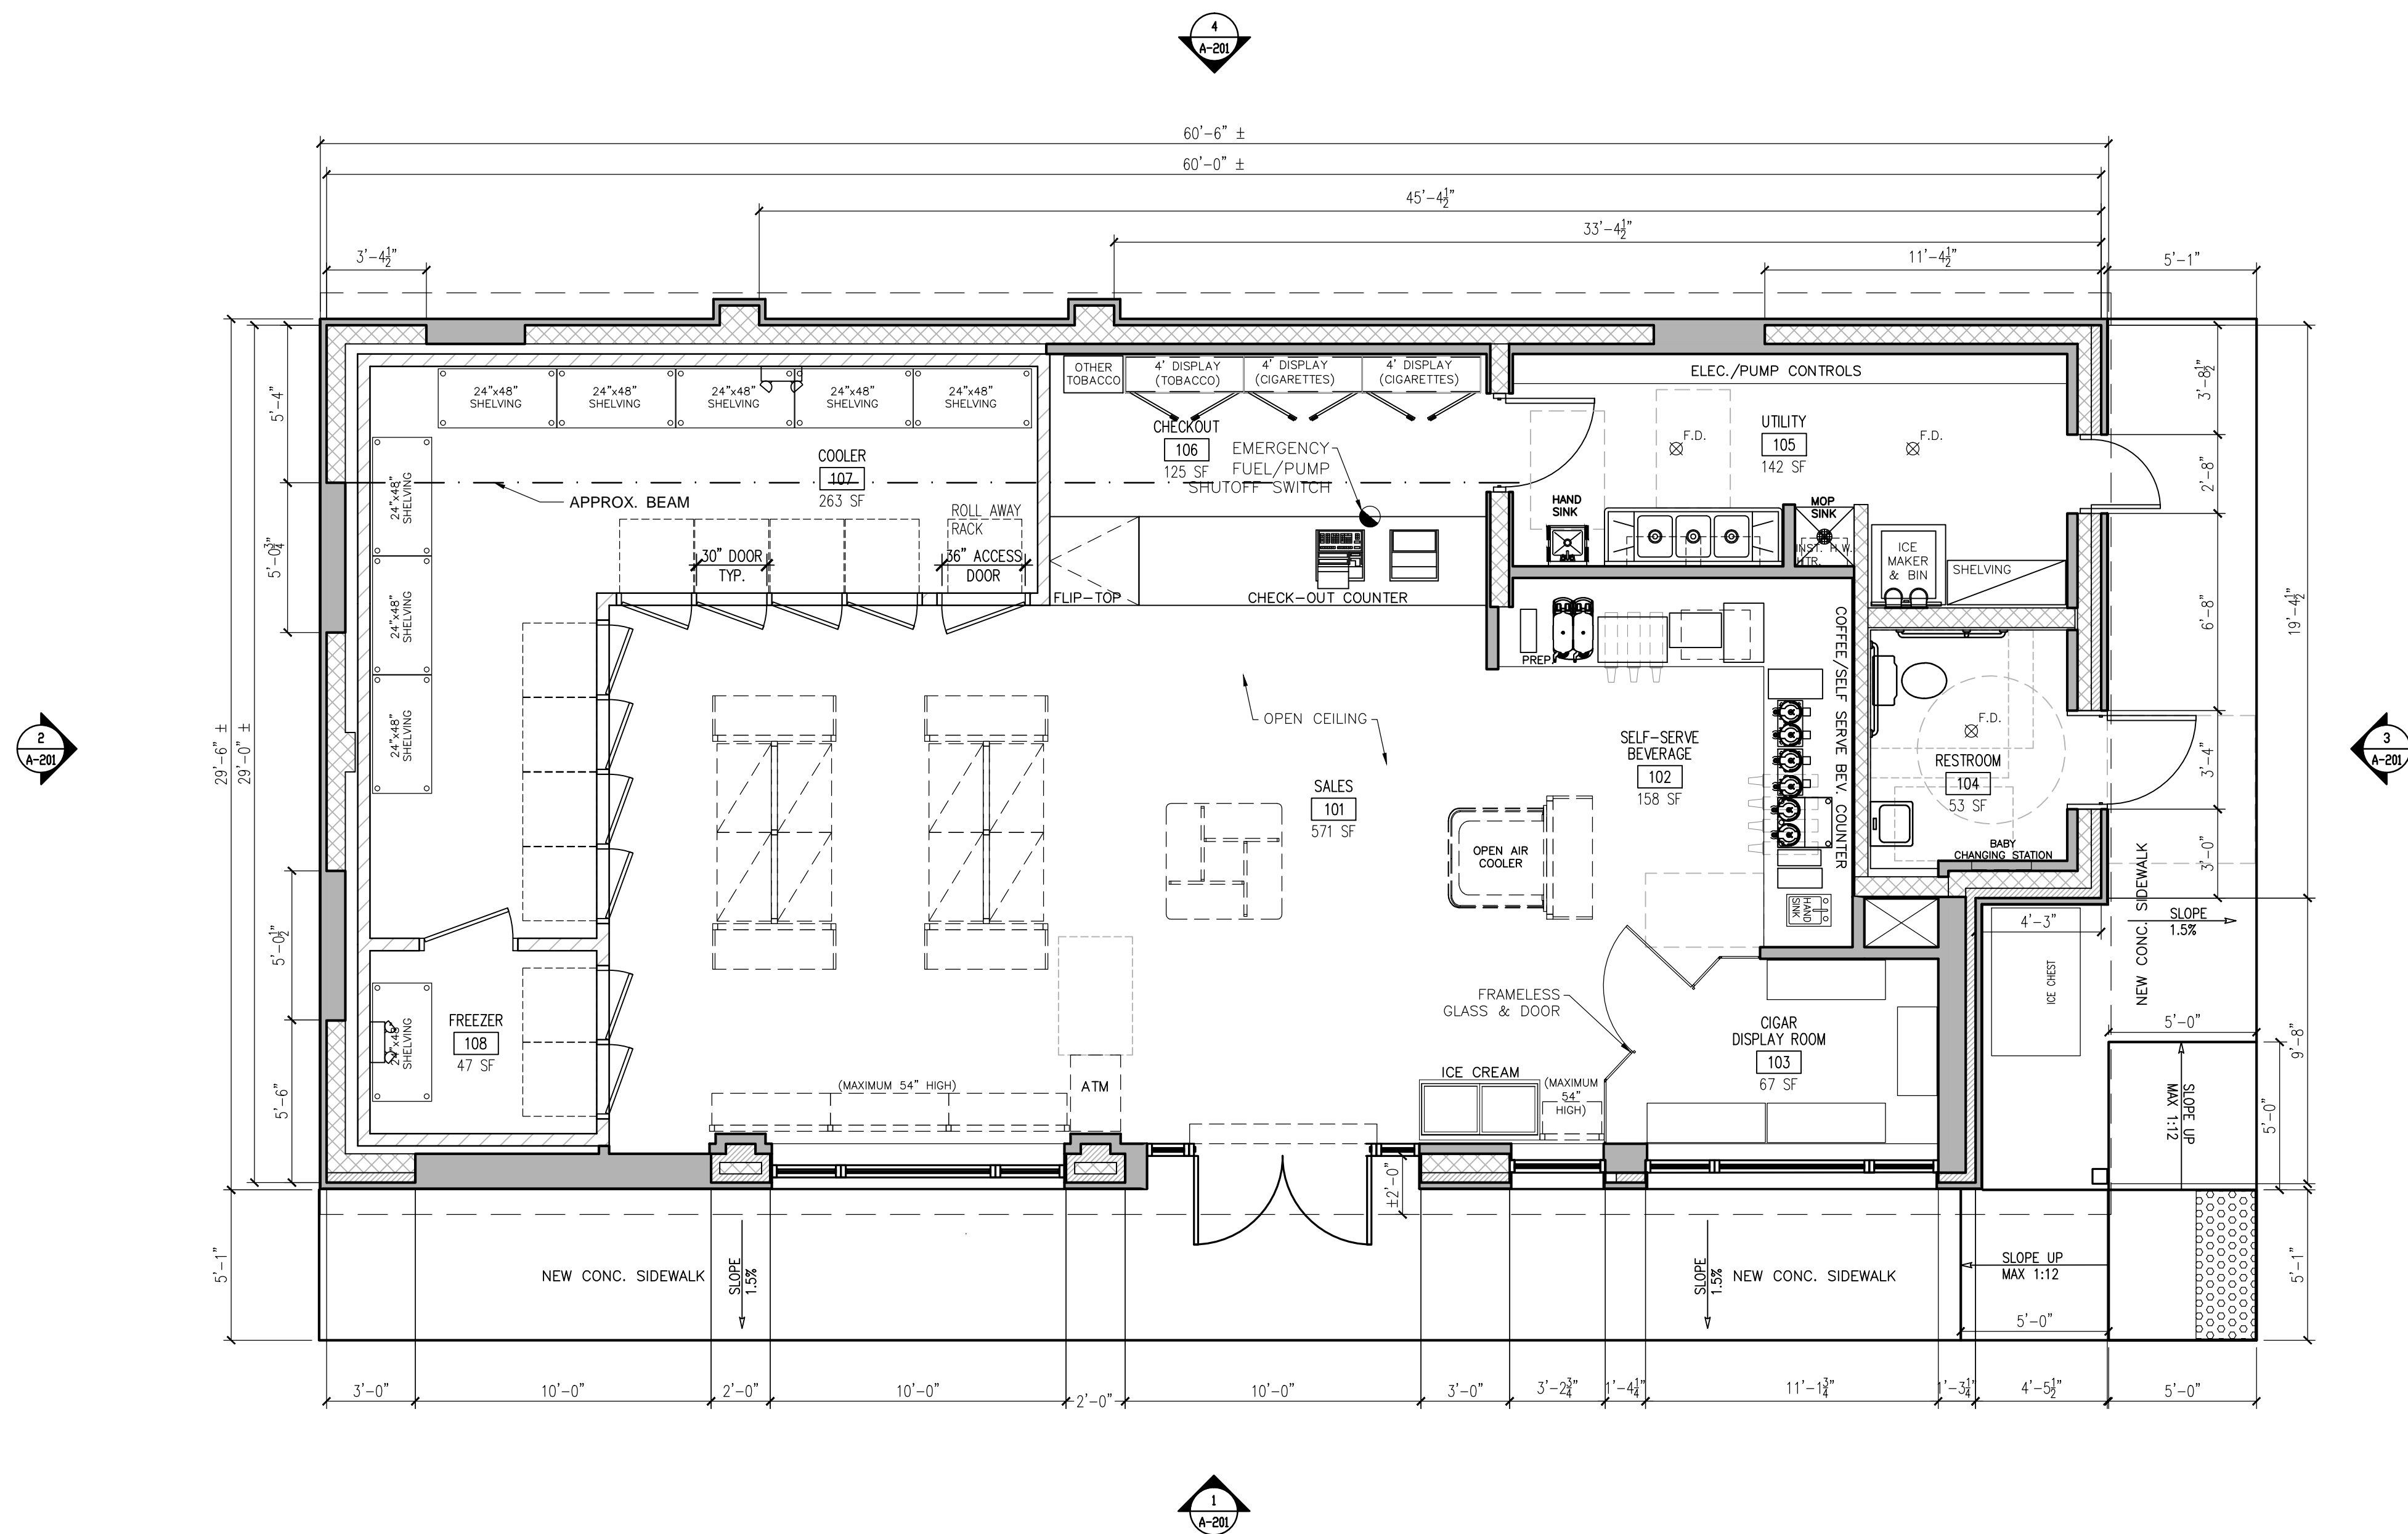 4
A-201
60'-6" ±
60'-0" ±
45'-4½"
33'-4½"
3'-4½"
11'-4½"
5'-1"
OTHER
TOBACCO
4' DISPLAY
(TOBACCO)
4' DISPLAY
(CIGARETTES)
4' DISPLAY
(CIGARETTES)
ELEC./PUMP CONTROLS
24"x48"
SHELVING
24"x48"
SHELVING
24"x48"
SHELVING
24"x48"
SHELVING
24"x48"
SHELVING
CHECKOUT
106
125 SF
EMERGENCY
FUEL/PUMP
SHUTOFF SWITCH
UTILITY
105
142 SF
F.D.
F.D.
COOLER
107
263 SF
APPROX. BEAM
ROLL AWAY
RACK
30" DOOR
TYP.
36" ACCESS
DOOR
HAND
SINK
MOP
SINK
INST. H.W.
HTR.
ICE
MAKER
& BIN
SHELVING
FLIP-TOP
CHECK-OUT COUNTER
24"x48"
SHELVING
24"x48"
SHELVING
24"x48"
SHELVING
PREP
COFFEE/SELF SERVE BEV. COUNTER
OPEN CEILING
SELF-SERVE
BEVERAGE
102
158 SF
SALES
101
571 SF
OPEN AIR
COOLER
F.D.
RESTROOM
104
53 SF
BABY
CHANGING STATION
HAND
SINK
FRAMELESS
GLASS & DOOR
CIGAR
DISPLAY ROOM
103
67 SF
FREEZER
108
47 SF
24"x48"
SHELVING
(MAXIMUM 54" HIGH)
ATM
ICE CREAM
(MAXIMUM
54"
HIGH)
4'-3"
ICE CHEST
NEW CONC. SIDEWALK
SLOPE
1.5%
5'-0"
SLOPE UP
MAX 1:12
5'-0"
3'-8½"
2'-8"
6'-8"
3'-4"
3'-0"
19'-4½"
9'-8"
5'-1"
5'-4"
5'-0¾"
29'-6" ±
29'-0" ±
5'-0½"
5'-6"
5'-1"
2
A-201
3
A-201
±2'-0"
NEW CONC. SIDEWALK
SLOPE
1.5%
SLOPE
1.5%
NEW CONC. SIDEWALK
SLOPE UP
MAX 1:12
5'-0"
3'-0"
10'-0"
2'-0"
10'-0"
2'-0"
10'-0"
3'-0"
3'-2¾"
1'-4¼"
11'-1¾"
1'-3¼"
4'-5½"
5'-0"
1
A-201